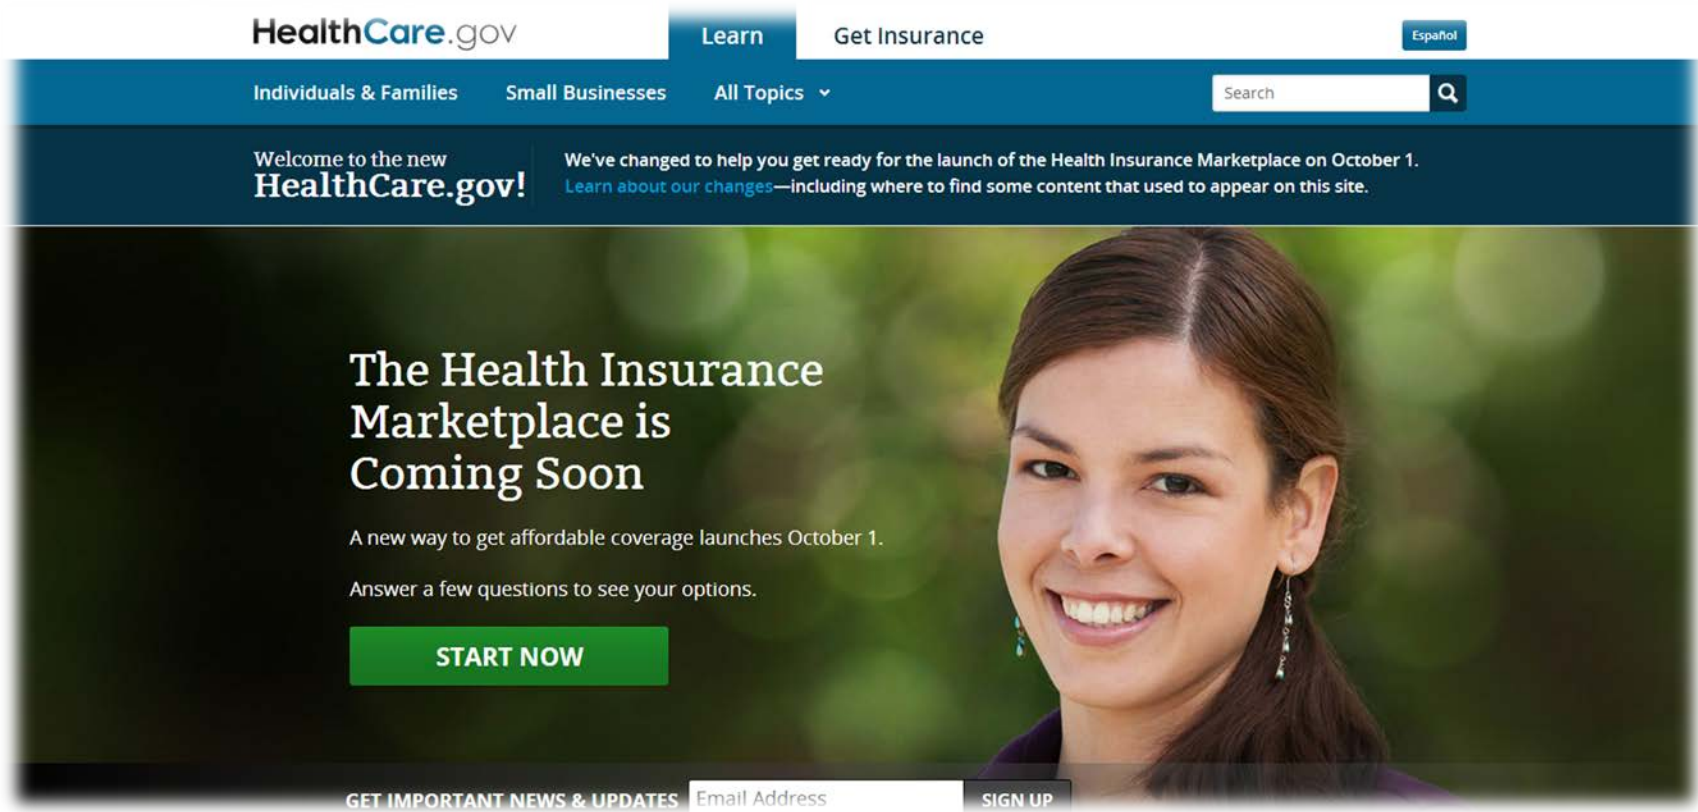 HealthCare.gov
Learn
Get Insurance
Español
Individuals & Families
Small Businesses
All Topics
Search
Welcome to the new
HealthCare.gov!
We've changed to help you get ready for the launch of the Health Insurance Marketplace on October 1.
Learn about our changes—including where to find some content that used to appear on this site.
The Health Insurance
Marketplace is
Coming Soon
A new way to get affordable coverage launches October 1.
Answer a few questions to see your options.
START NOW
GET IMPORTANT NEWS & UPDATES
Email Address
SIGN UP